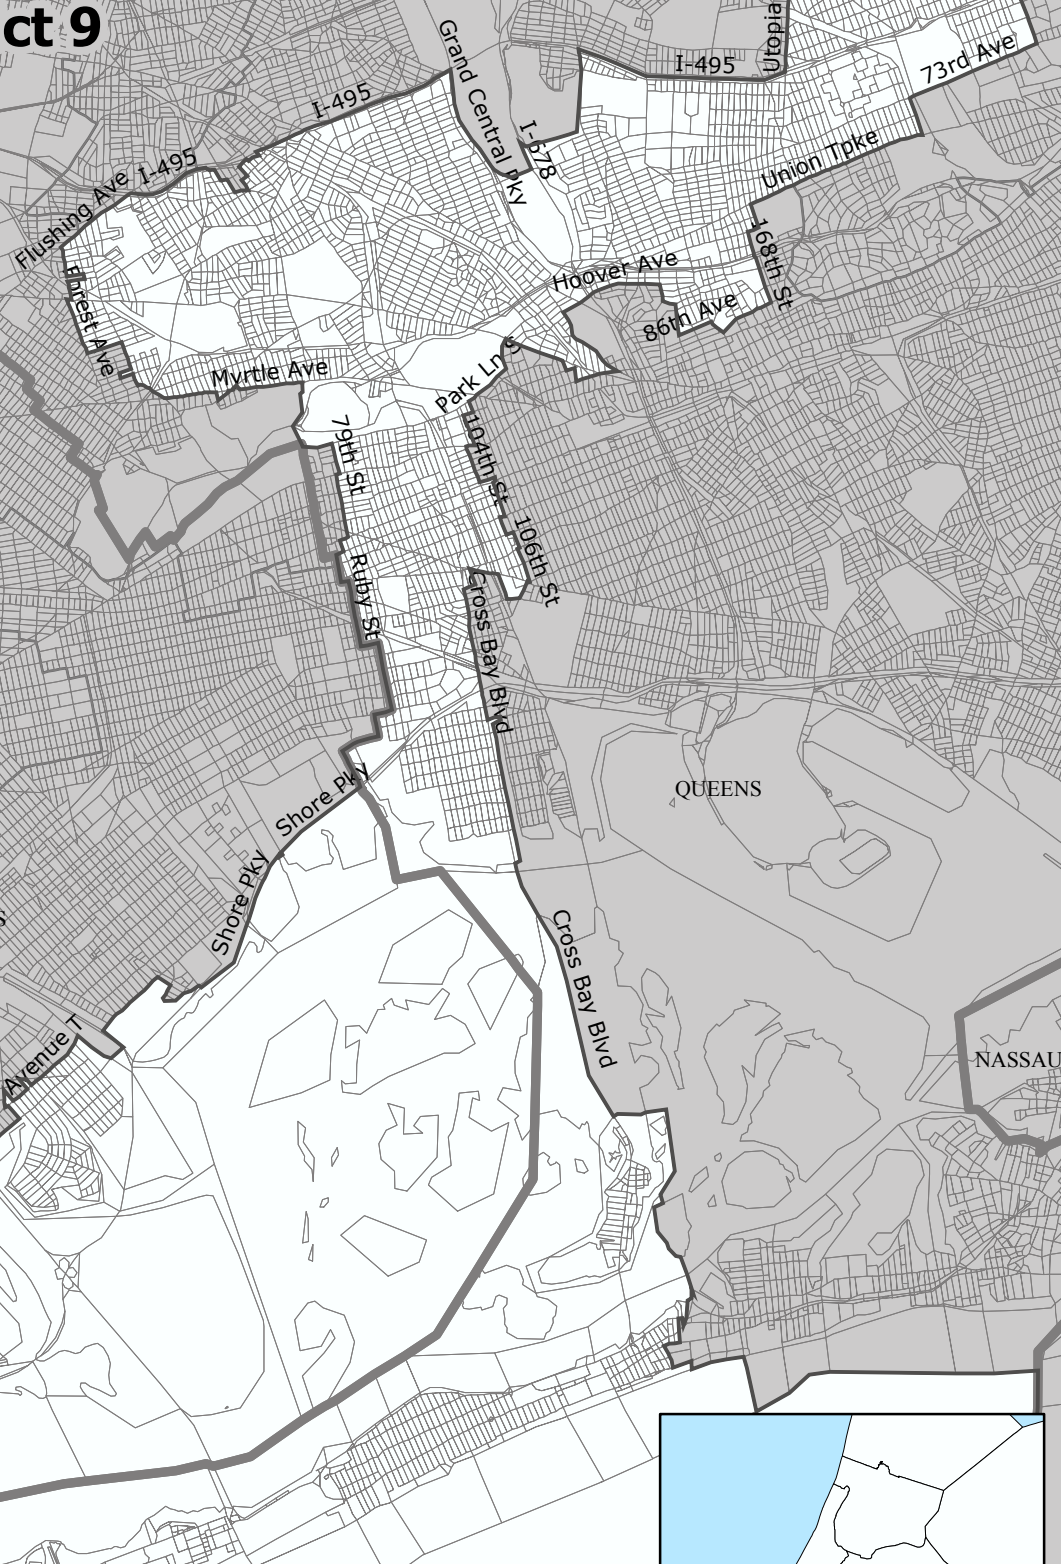 ct 9
Grand Central Pky
I-495
Utopia
73rd Ave
I-495
I-678
Union Tpke
I-495
Flushing Ave
168th St
Hoover Ave
Forest Ave
86th Ave
Myrtle Ave
Park Ln S
79th St
104th St
106th St
Ruby St
Cross Bay Blvd
Shore Pky
QUEENS
Shore Pky
S
Cross Bay Blvd
Avenue T
NASSAU